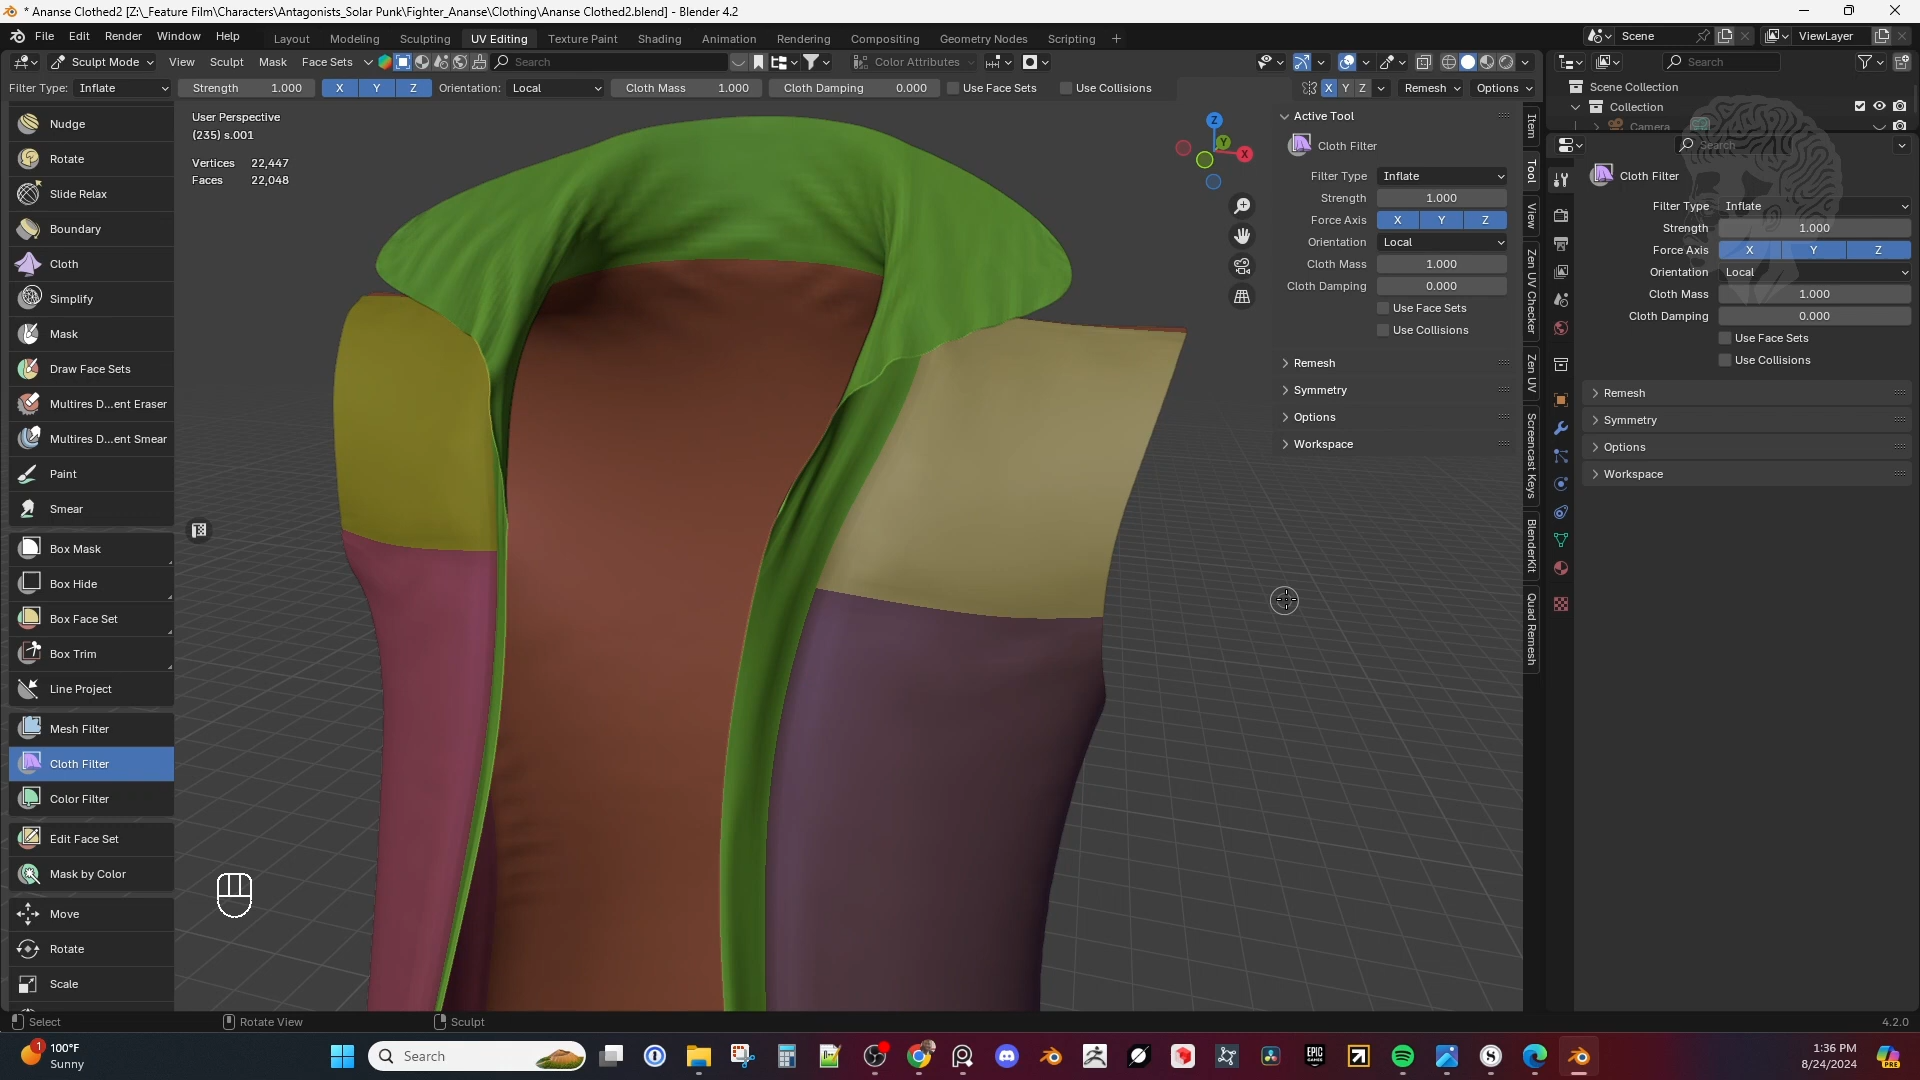 * Ananse Clothed2 [Z:\_Feature Film\Characters\Antagonists_Solar Punk\Fighter_Ananse\Clothing\Ananse Clothed2.blend] - Blender 4.2
File Edit Render Window Help Layout Modeling Sculpting UV Editing Texture Paint Shading Animation Rendering Compositing Geometry Nodes Scripting + Scene ViewLayer
Sculpt Mode View Sculpt Mask Face Sets Search Color Attributes Search
Filter Type: Inflate Strength 1.000 X Y Z Orientation: Local Cloth Mass 1.000 Cloth Damping 0.000 Use Face Sets Use Collisions X Y Z Remesh Options
Scene Collection
Collection
Camera
Nudge
Rotate
Slide Relax
Boundary
Cloth
Simplify
Mask
Draw Face Sets
Multires D...ent Eraser
Multires D...ent Smear
Paint
Smear
Box Mask
Box Hide
Box Face Set
Box Trim
Line Project
Mesh Filter
Cloth Filter
Color Filter
Edit Face Set
Mask by Color
Move
Rotate
Scale
User Perspective
(235) s.001
Vertices 22,447
Faces 22,048
Z
Y
X
Active Tool
Cloth Filter
Filter Type Inflate
Strength 1.000
Force Axis X Y Z
Orientation Local
Cloth Mass 1.000
Cloth Damping 0.000
Use Face Sets
Use Collisions
Remesh
Symmetry
Options
Workspace
Item
Tool
View
Zen UV Checker
Zen UV
Screencast Keys
BlenderKit
Quad Remesh
Search
Cloth Filter
Filter Type Inflate
Strength 1.000
Force Axis X Y Z
Orientation Local
Cloth Mass 1.000
Cloth Damping 0.000
Use Face Sets
Use Collisions
Remesh
Symmetry
Options
Workspace
Select Rotate View Sculpt 4.2.0
1
100°F
Sunny
Search
EPIC GAMES
1:36 PM
8/24/2024
PRE